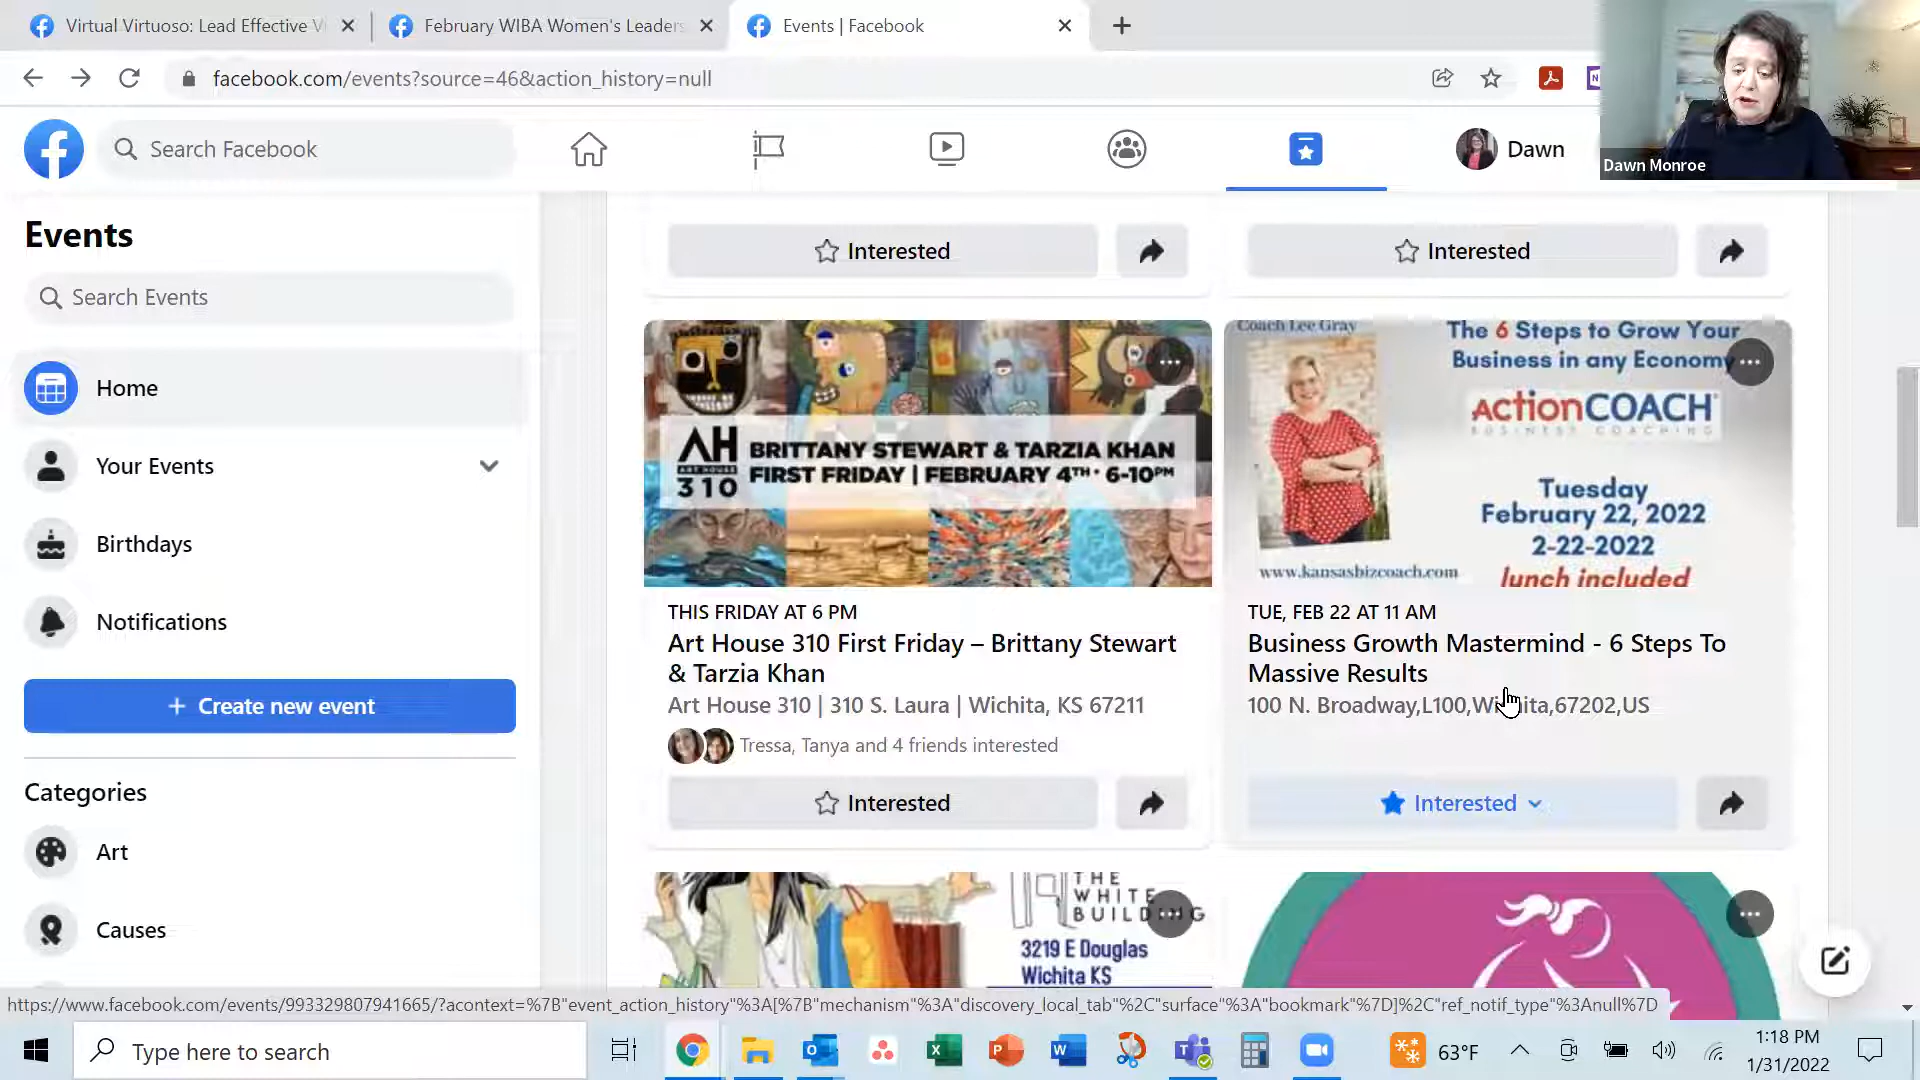 Virtual Virtuoso: Lead Effective V
February WIBA Women's Leaders
Events | Facebook
facebook.com/events?source=46&action_history=null
Search Facebook
Dawn
Dawn Monroe
Events
Search Events
Home
Your Events
Birthdays
Notifications
+ Create new event
Categories
Art
Causes
Interested
Interested
AH
ART HOUSE
310
BRITTANY STEWART & TARZIA KHAN
FIRST FRIDAY | FEBRUARY 4TH • 6-10PM
THIS FRIDAY AT 6 PM
Art House 310 First Friday – Brittany Stewart
& Tarzia Khan
Art House 310 | 310 S. Laura | Wichita, KS 67211
Tressa, Tanya and 4 friends interested
Interested
Coach Lee Gray
The 6 Steps to Grow Your
Business in any Economy
ActionCOACH
BUSINESS COACHING
Tuesday
February 22, 2022
2-22-2022
lunch included
www.kansasbizcoach.com
TUE, FEB 22 AT 11 AM
Business Growth Mastermind - 6 Steps To
Massive Results
100 N. Broadway,L100,Wichita,67202,US
Interested
THE
WHITE
BUILDING
3219 E Douglas
Wichita KS
https://www.facebook.com/events/993329807941665/?acontext=%7B"event_action_history"%3A[%7B"mechanism"%3A"discovery_local_tab"%2C"surface"%3A"bookmark"%7D]%2C"ref_notif_type"%3Anull%7D
Type here to search
63°F
1:18 PM
1/31/2022